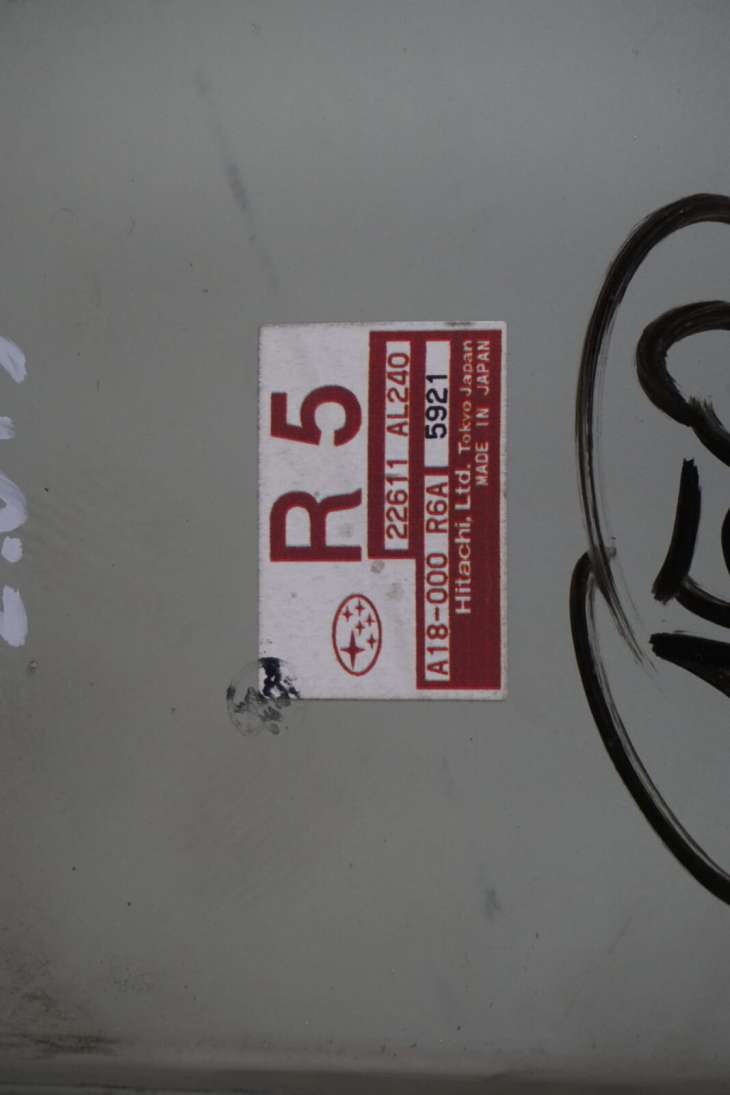 R 5
22611 AL240
A18-000 R6A 5921
Hitachi, Ltd. Tokyo Japan
MADE IN JAPAN